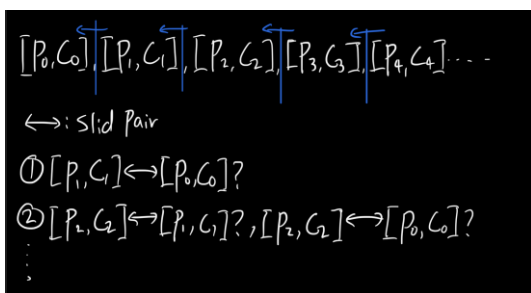 [P₀,C₀],[P₁,C₁],[P₂,C₂],[P₃,C₃],[P₄,C₄]----
↔: slid Pair
① [P₁,C₁]↔[P₀,C₀]?
② [P₂,C₂]↔[P₁,C₁]?,[P₂,C₂]↔[P₀,C₀]?